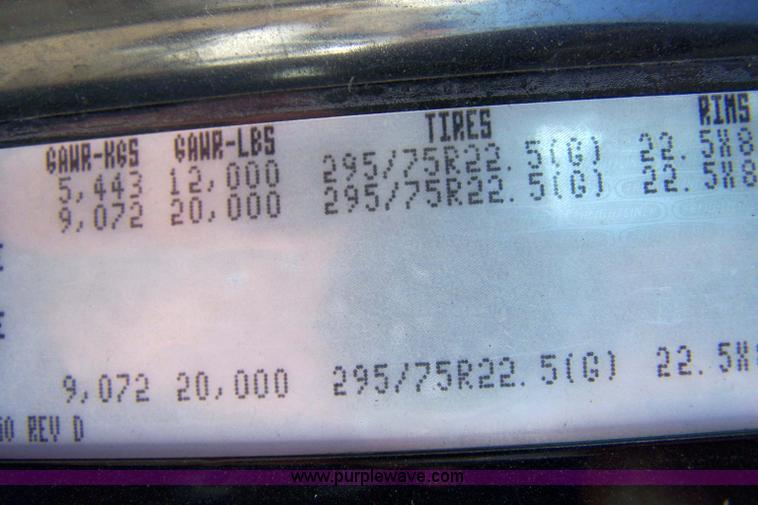 GAWR-KGS GAWR-LBS TIRES RIMS
5,443 12,000 295/75R22.5(G) 22.5X8
9,072 20,000 295/75R22.5(G) 22.5X8
9,072 20,000 295/75R22.5(G) 22.5X
REV D
www.purplewave.com